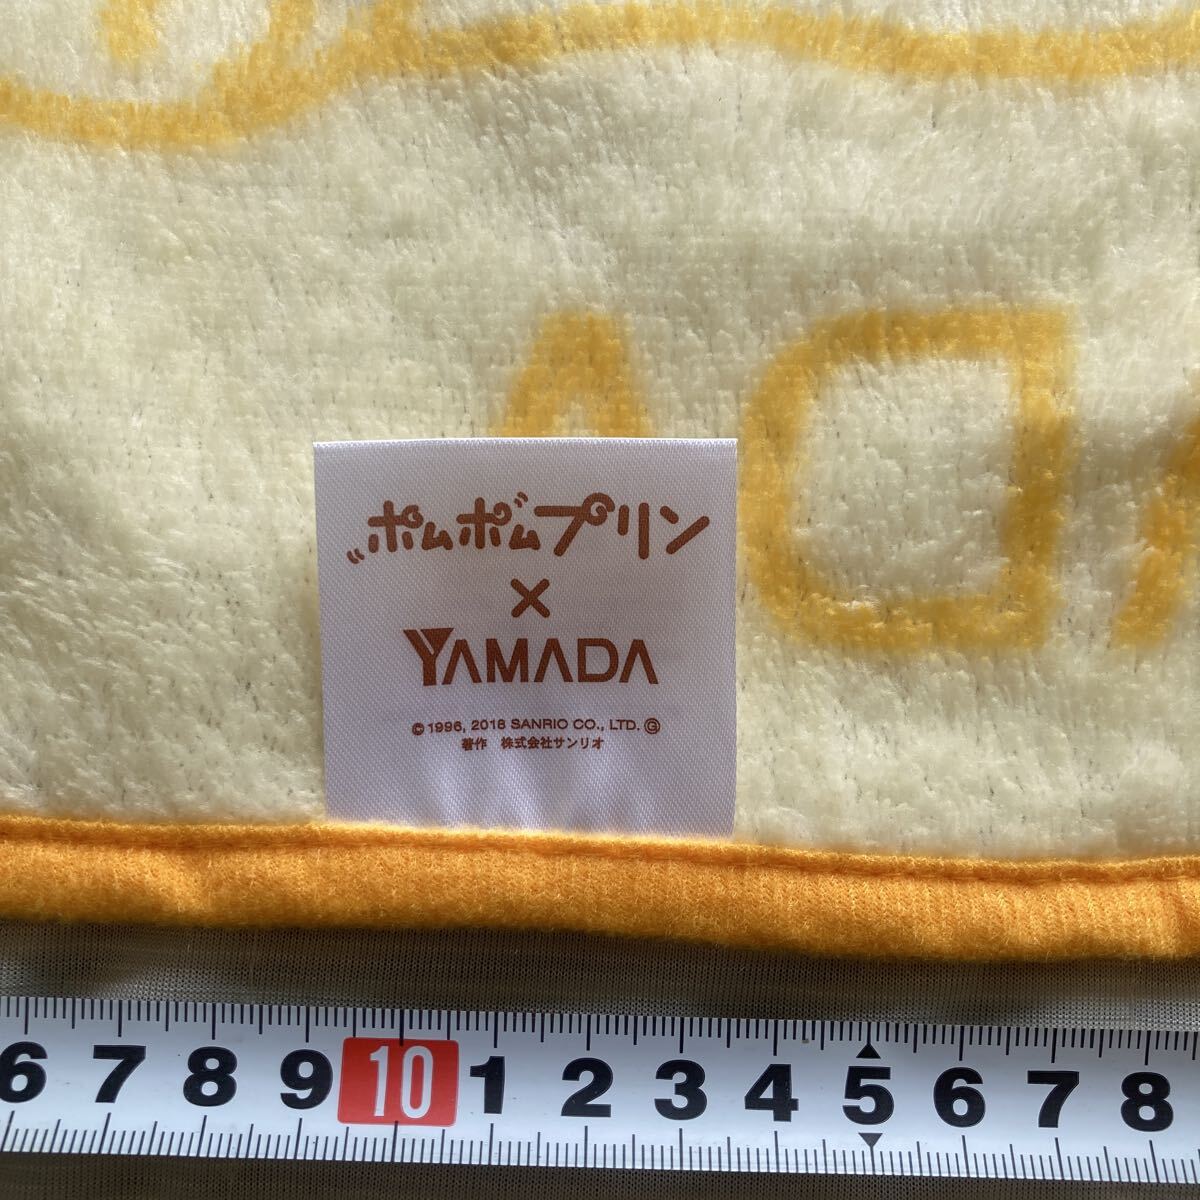 ポムポムプリン
×
YAMADA
© 1996, 2018 SANRIO CO., LTD. Ⓖ
著作 株式会社サンリオ
6 7 8 9 10 1 2 3 4 5 6 7 8